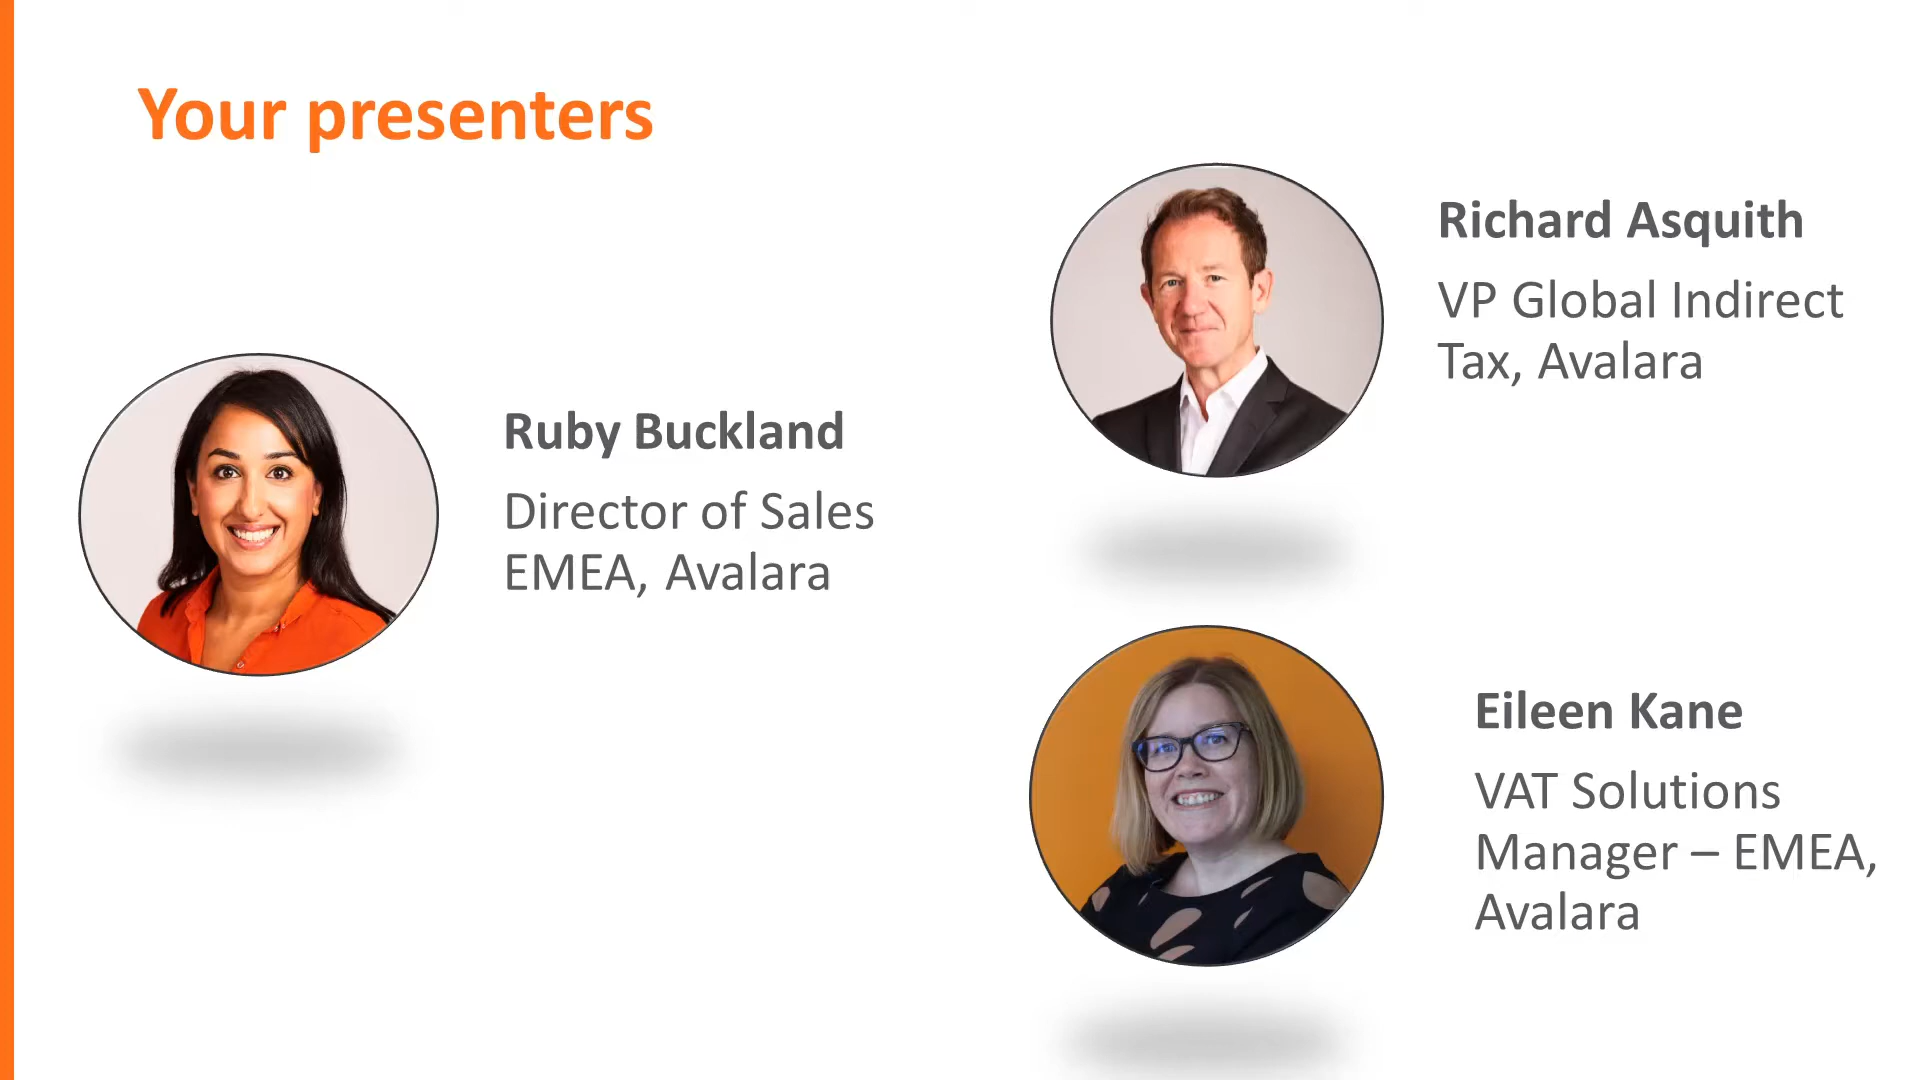 Your presenters
Ruby Buckland
Director of Sales
EMEA, Avalara
Richard Asquith
VP Global Indirect
Tax, Avalara
Eileen Kane
VAT Solutions
Manager – EMEA,
Avalara